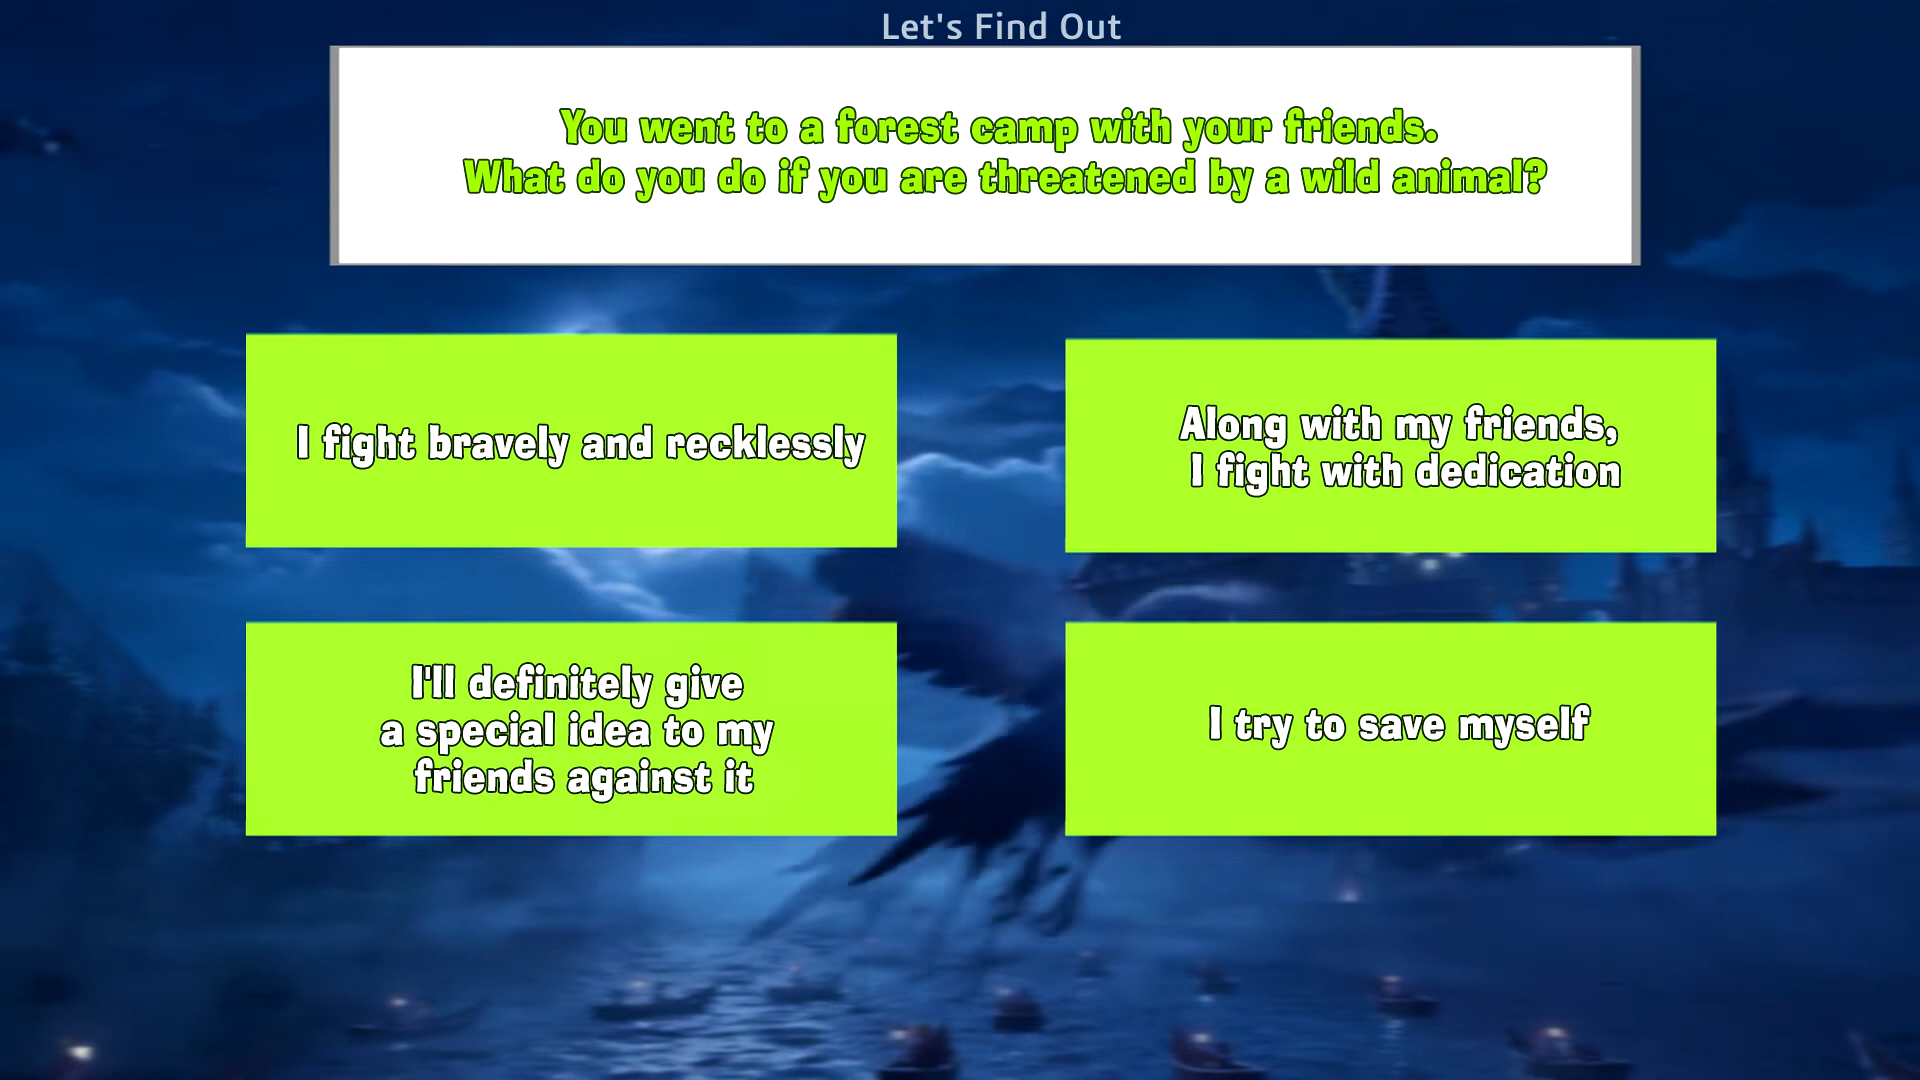 Let's Find Out
You went to a forest camp with your friends.
What do you do if you are threatened by a wild animal?
I fight bravely and recklessly
Along with my friends,
I fight with dedication
I'll definitely give
a special idea to my
friends against it
I try to save myself